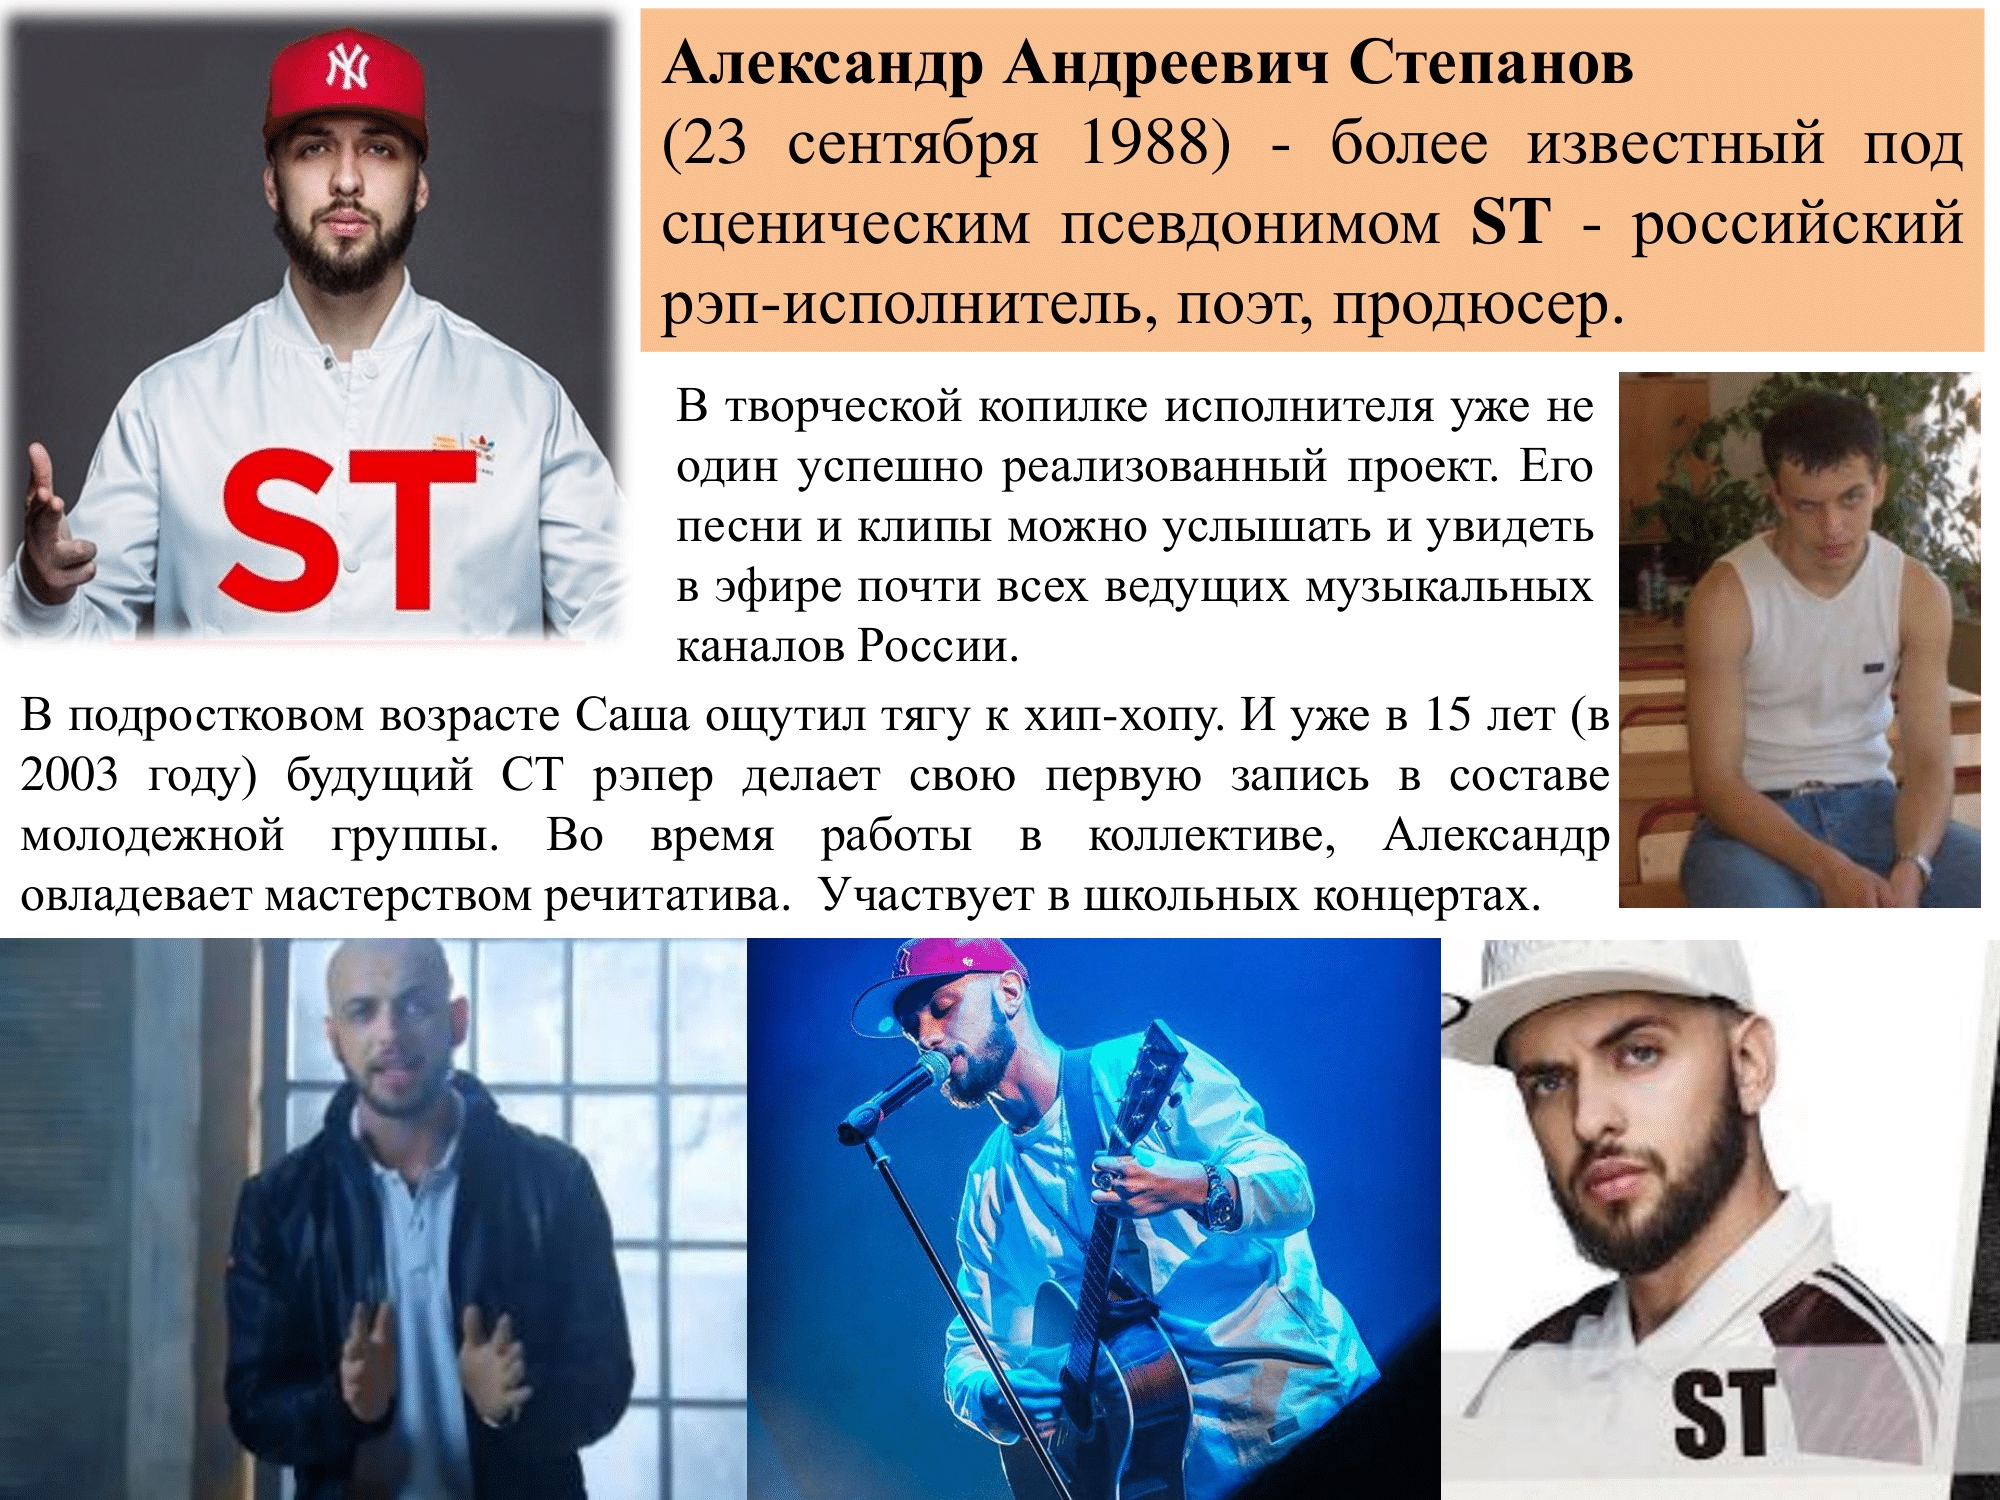 Александр Андреевич Степанов
(23 сентября 1988) - более известный под
сценическим псевдонимом ST - российский
рэп-исполнитель, поэт, продюсер.
NY
ST
В творческой копилке исполнителя уже не
один успешно реализованный проект. Его
песни и клипы можно услышать и увидеть
в эфире почти всех ведущих музыкальных
каналов России.
В подростковом возрасте Саша ощутил тягу к хип-хопу. И уже в 15 лет (в
2003 году) будущий СТ рэпер делает свою первую запись в составе
молодежной группы. Во время работы в коллективе, Александр
овладевает мастерством речитатива.  Участвует в школьных концертах.
ST